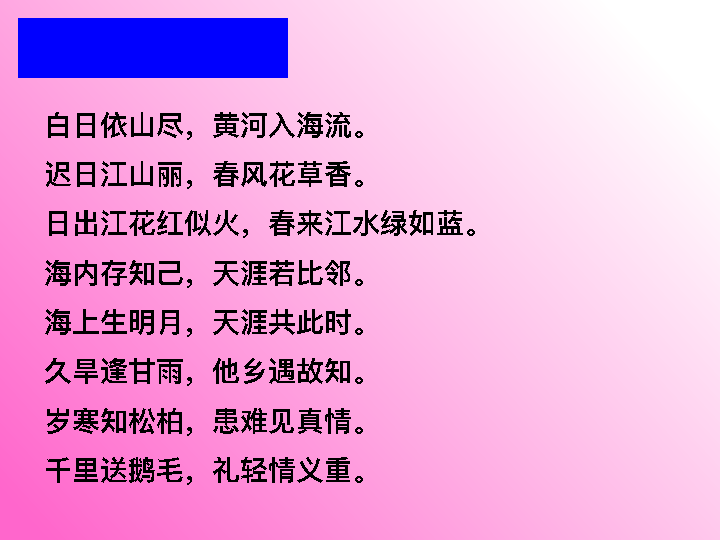 白日依山尽，黄河入海流。
迟日江山丽，春风花草香。
日出江花红似火，春来江水绿如蓝。
海内存知己，天涯若比邻。
海上生明月，天涯共此时。
久旱逢甘雨，他乡遇故知。
岁寒知松柏，患难见真情。
千里送鹅毛，礼轻情义重。